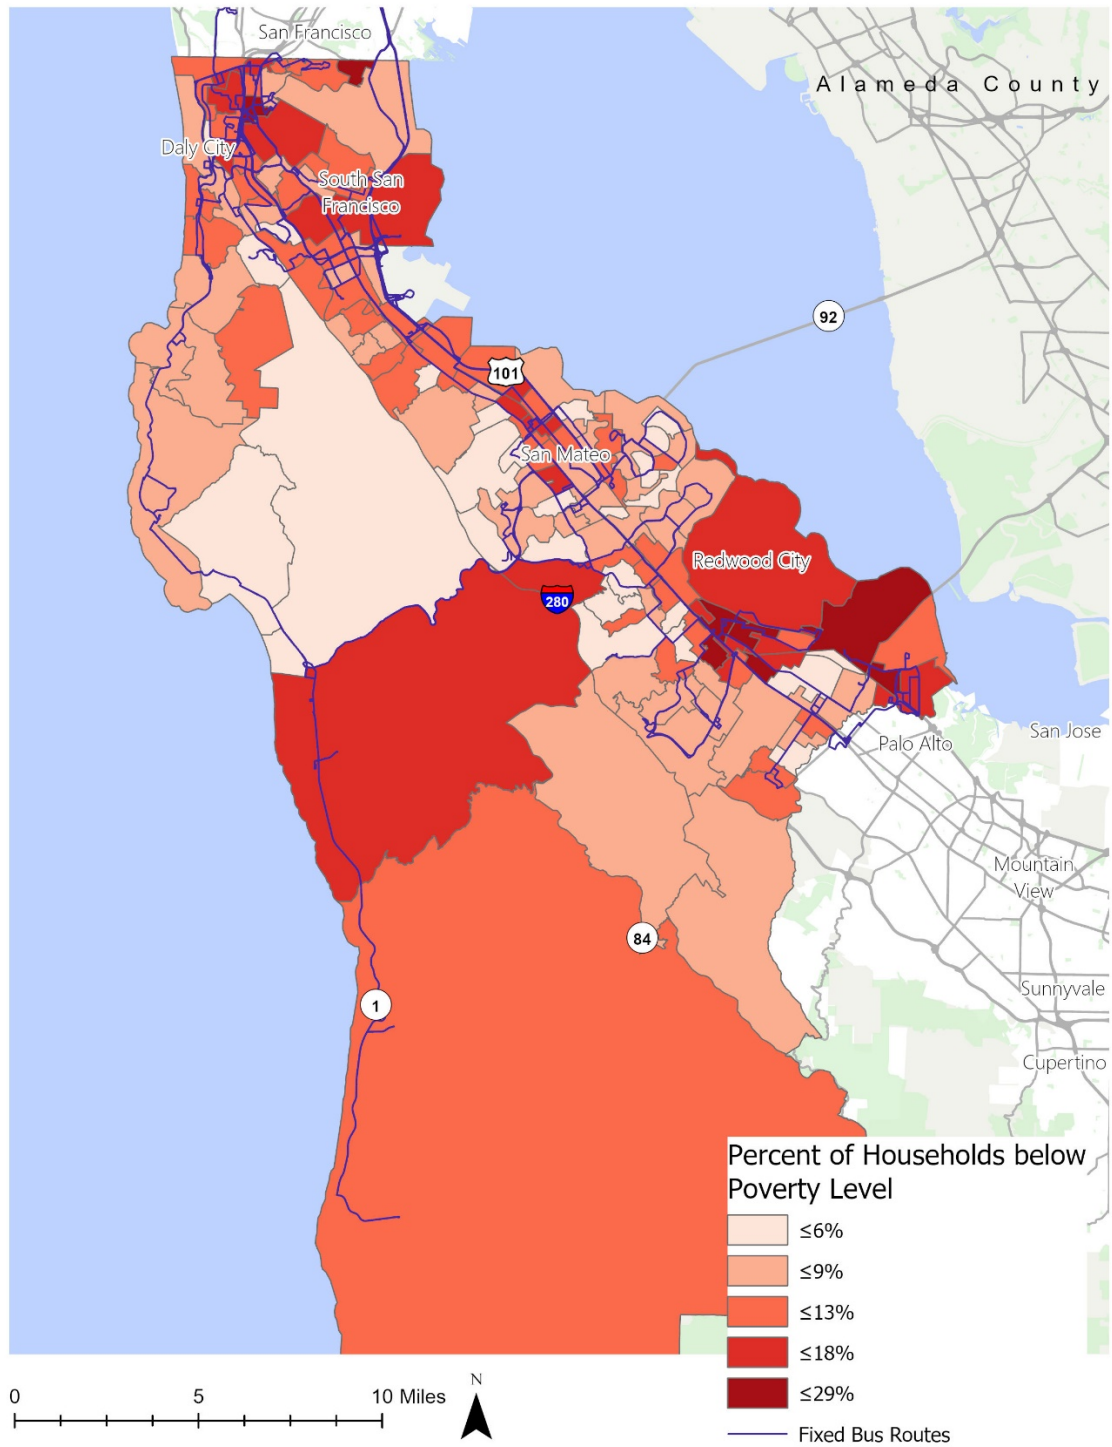 San Francisco
Alameda County
Daly City
South San
Francisco
92
101
San Mateo
Redwood City
280
Palo Alto
San Jose
Mountain
View
84
Sunnyvale
1
Cupertino
Percent of Households below
Poverty Level
≤6%
≤9%
≤13%
≤18%
≤29%
Fixed Bus Routes
0 5 10 Miles
N